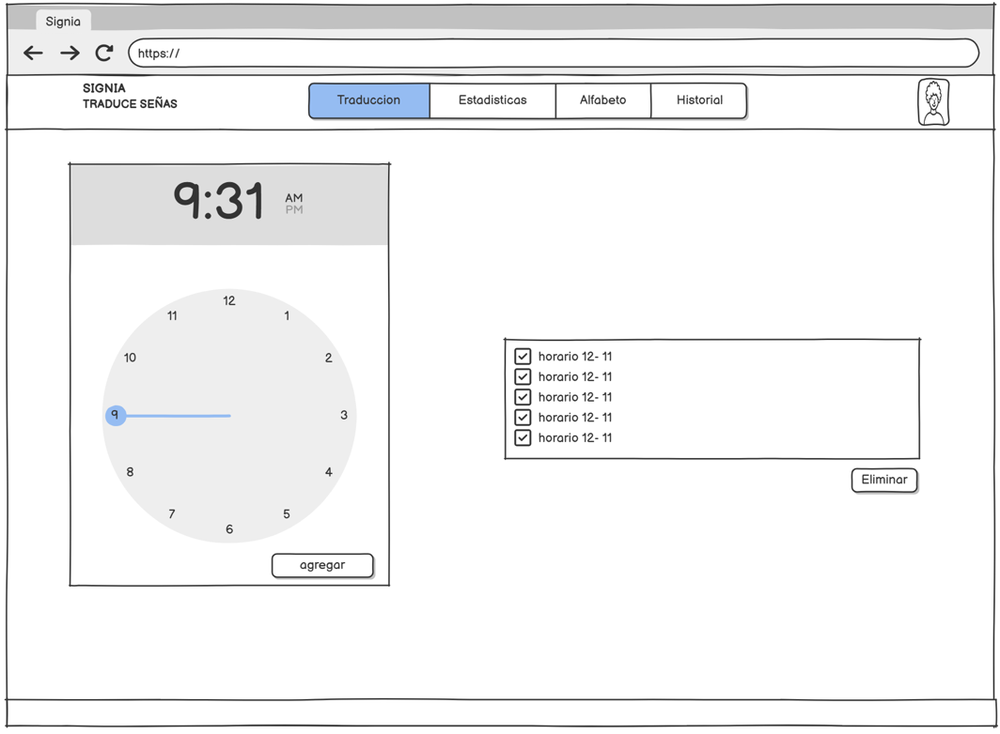 Signia
https://
SIGNIA
TRADUCE SEÑAS
Traduccion
Estadisticas
Alfabeto
Historial
9:31
AM
PM
12
11
1
10
2
9
3
8
4
7
5
6
agregar
horario 12- 11
horario 12- 11
horario 12- 11
horario 12- 11
horario 12- 11
Eliminar